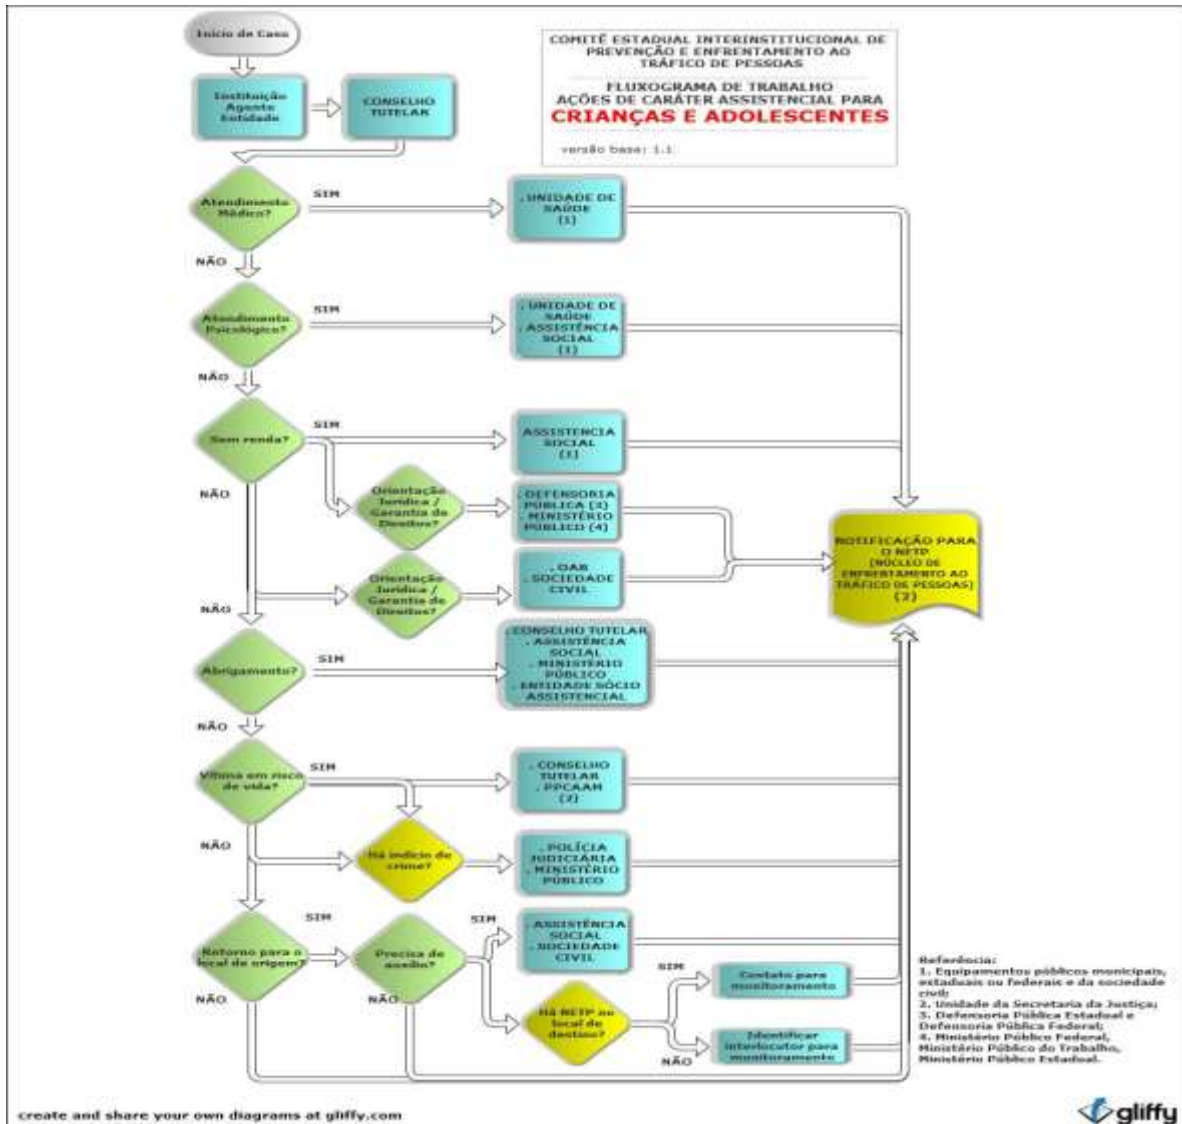 Início de Caso
COMITÊ ESTADUAL INTERINSTITUCIONAL DE
PREVENÇÃO E ENFRENTAMENTO AO
TRÁFICO DE PESSOAS
FLUXOGRAMA DE TRABALHO
AÇÕES DE CARÁTER ASSISTENCIAL PARA
CRIANÇAS E ADOLESCENTES
versão base: 1.1
Instituição
Agente
Entidade
CONSELHO
TUTELAR
Atendimento
Médico?
SIM
. UNIDADE DE
SAÚDE
(1)
NÃO
Atendimento
Psicológico?
SIM
. UNIDADE DE
SAÚDE
. ASSISTÊNCIA
SOCIAL
(1)
NÃO
Sem renda?
SIM
ASSISTENCIA
SOCIAL
(1)
NÃO
Orientação
Jurídica /
Garantia de
Direitos?
. DEFENSORIA
PÚBLICA (3)
. MINISTÉRIO
PÚBLICO (4)
NOTIFICAÇÃO PARA
O NETP
(NÚCLEO DE
ENFRENTAMENTO AO
TRÁFICO DE PESSOAS)
(2)
Orientação
Jurídica /
Garantia de
Direitos?
. OAB
. SOCIEDADE
CIVIL
NÃO
Abrigamento?
SIM
. CONSELHO TUTELAR
. ASSISTÊNCIA
SOCIAL
. MINISTÉRIO
PÚBLICO
. ENTIDADE SÓCIO
ASSISTENCIAL
NÃO
Vítima em risco
de vida?
SIM
. CONSELHO
TUTELAR
. PPCAAM
(2)
NÃO
Há indício de
crime?
. POLÍCIA
JUDICIÁRIA
. MINISTÉRIO
PÚBLICO
Retorno para o
local de origem?
SIM
Precisa de
auxílio?
SIM
. ASSISTÊNCIA
SOCIAL
. SOCIEDADE
CIVIL
NÃO
NÃO
Há NETP no
local de
destino?
SIM
Contato para
monitoramento
NÃO
Identificar
interlocutor para
monitoramento
Referência:
1. Equipamentos públicos municipais,
estaduais ou federais e da sociedade
civil;
2. Unidade da Secretaria da Justiça;
3. Defensoria Pública Estadual e
Defensoria Pública Federal;
4. Ministério Público Federal,
Ministério Público do Trabalho,
Ministério Público Estadual.
create and share your own diagrams at gliffy.com
gliffy